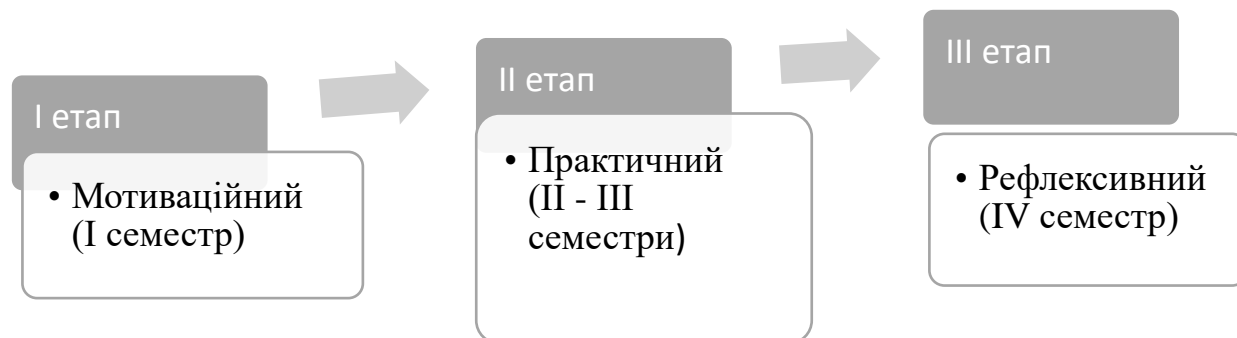 І етап
• Мотиваційний
(І семестр)
ІІ етап
• Практичний
(ІІ - ІІІ
семестри)
ІІІ етап
• Рефлексивний
(IV семестр)